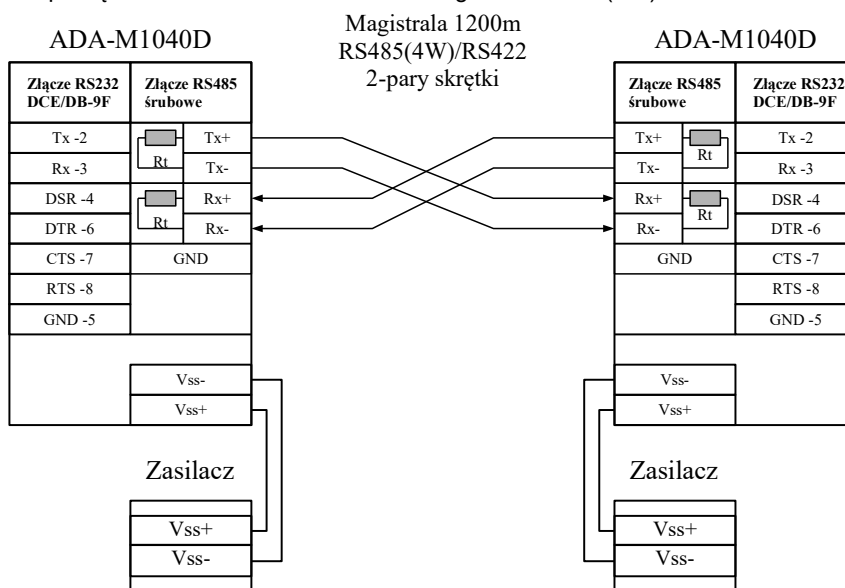 Magistrala 1200m
RS485(4W)/RS422
2-pary skrętki
ADA-M1040D
Złącze RS232
DCE/DB-9F
Złącze RS485
śrubowe
Tx -2
Rx -3
DSR -4
DTR -6
CTS -7
RTS -8
GND -5
Rt
Rt
Tx+
Tx-
Rx+
Rx-
GND
Vss-
Vss+
Zasilacz
Vss+
Vss-
ADA-M1040D
Złącze RS485
śrubowe
Złącze RS232
DCE/DB-9F
Tx+
Tx-
Rx+
Rx-
Rt
Rt
GND
Tx -2
Rx -3
DSR -4
DTR -6
CTS -7
RTS -8
GND -5
Vss-
Vss+
Zasilacz
Vss+
Vss-